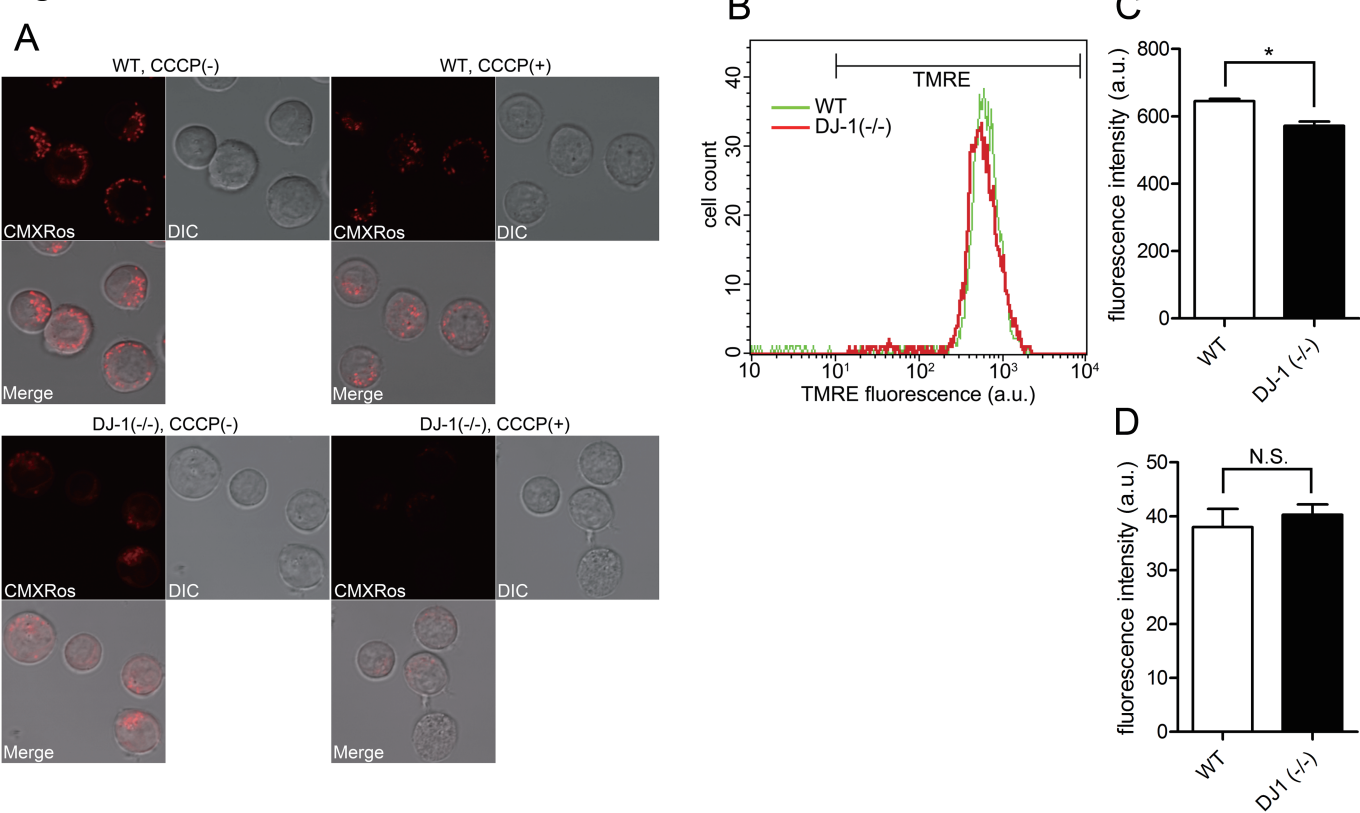 A
WT, CCCP(-)
WT, CCCP(+)
CMXRos
DIC
CMXRos
DIC
Merge
Merge
DJ-1(-/-), CCCP(-)
DJ-1(-/-), CCCP(+)
CMXRos
DIC
CMXRos
DIC
Merge
Merge
B
TMRE
WT
DJ-1(-/-)
cell count
40
30
20
10
0
10
10¹
10²
10³
10⁴
TMRE fluorescence (a.u.)
C
*
fluorescence intensity (a.u.)
800
600
400
200
0
WT
DJ-1 (-/-)
D
N.S.
fluorescence intensity (a.u.)
50
40
30
20
10
0
WT
DJ1 (-/-)